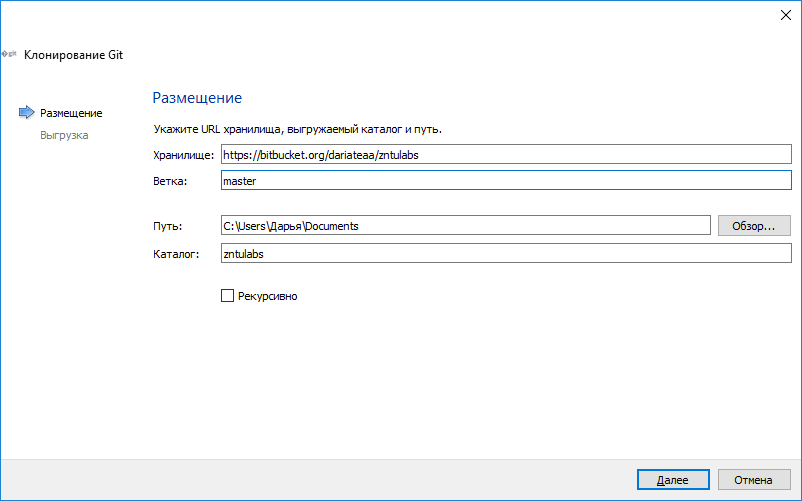 Клонирование Git
Размещение
Выгрузка
Размещение
Укажите URL хранилища, выгружаемый каталог и путь.
Хранилище: https://bitbucket.org/dariateaa/zntulabs
Ветка: master
Путь: C:\Users\Дарья\Documents Обзор...
Каталог: zntulabs
Рекурсивно
Далее Отмена